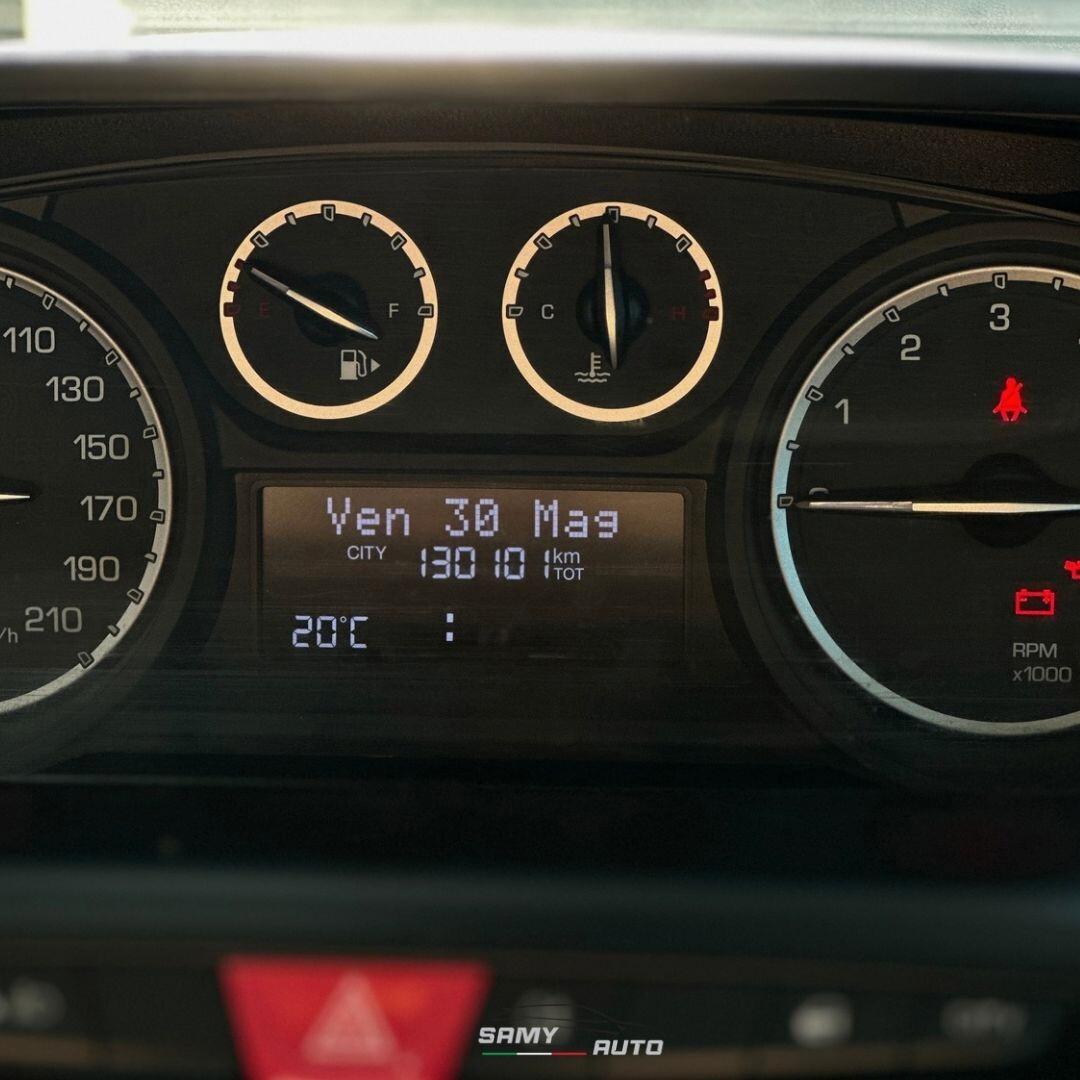 E
F
C
H
110
130
150
170
190
210
/h
1
2
3
Ven 30 Mag
CITY 130101 km
TOT
20°C :
RPM
x1000
SAMY
AUTO